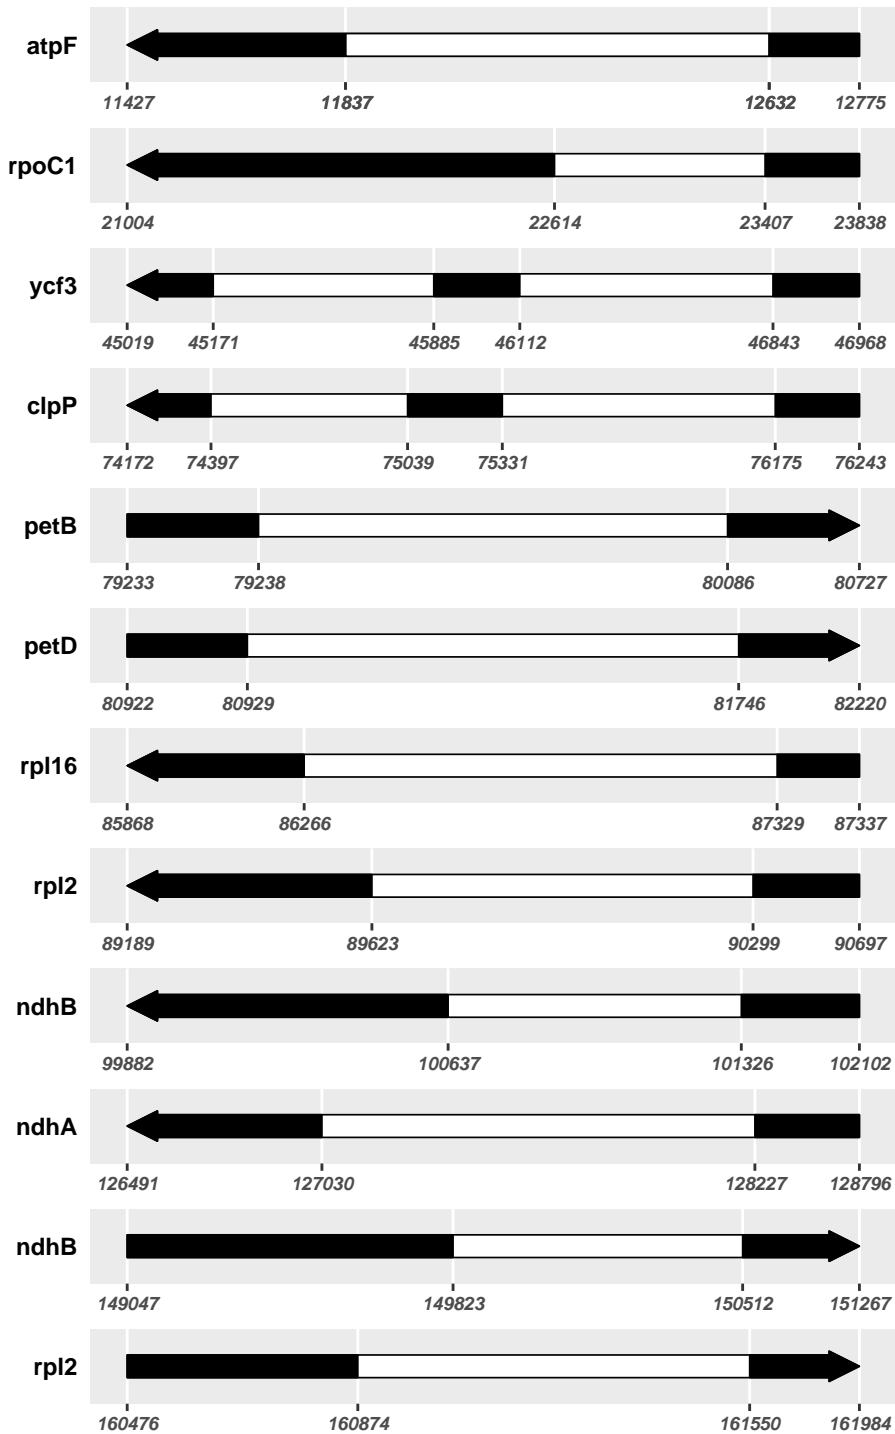 atpF
11427 11837 12632 12775
rpoC1
21004 22614 23407 23838
ycf3
45019 45171 45885 46112 46843 46968
clpP
74172 74397 75039 75331 76175 76243
petB
79233 79238 80086 80727
petD
80922 80929 81746 82220
rpl16
85868 86266 87329 87337
rpl2
89189 89623 90299 90697
ndhB
99882 100637 101326 102102
ndhA
126491 127030 128227 128796
ndhB
149047 149823 150512 151267
rpl2
160476 160874 161550 161984